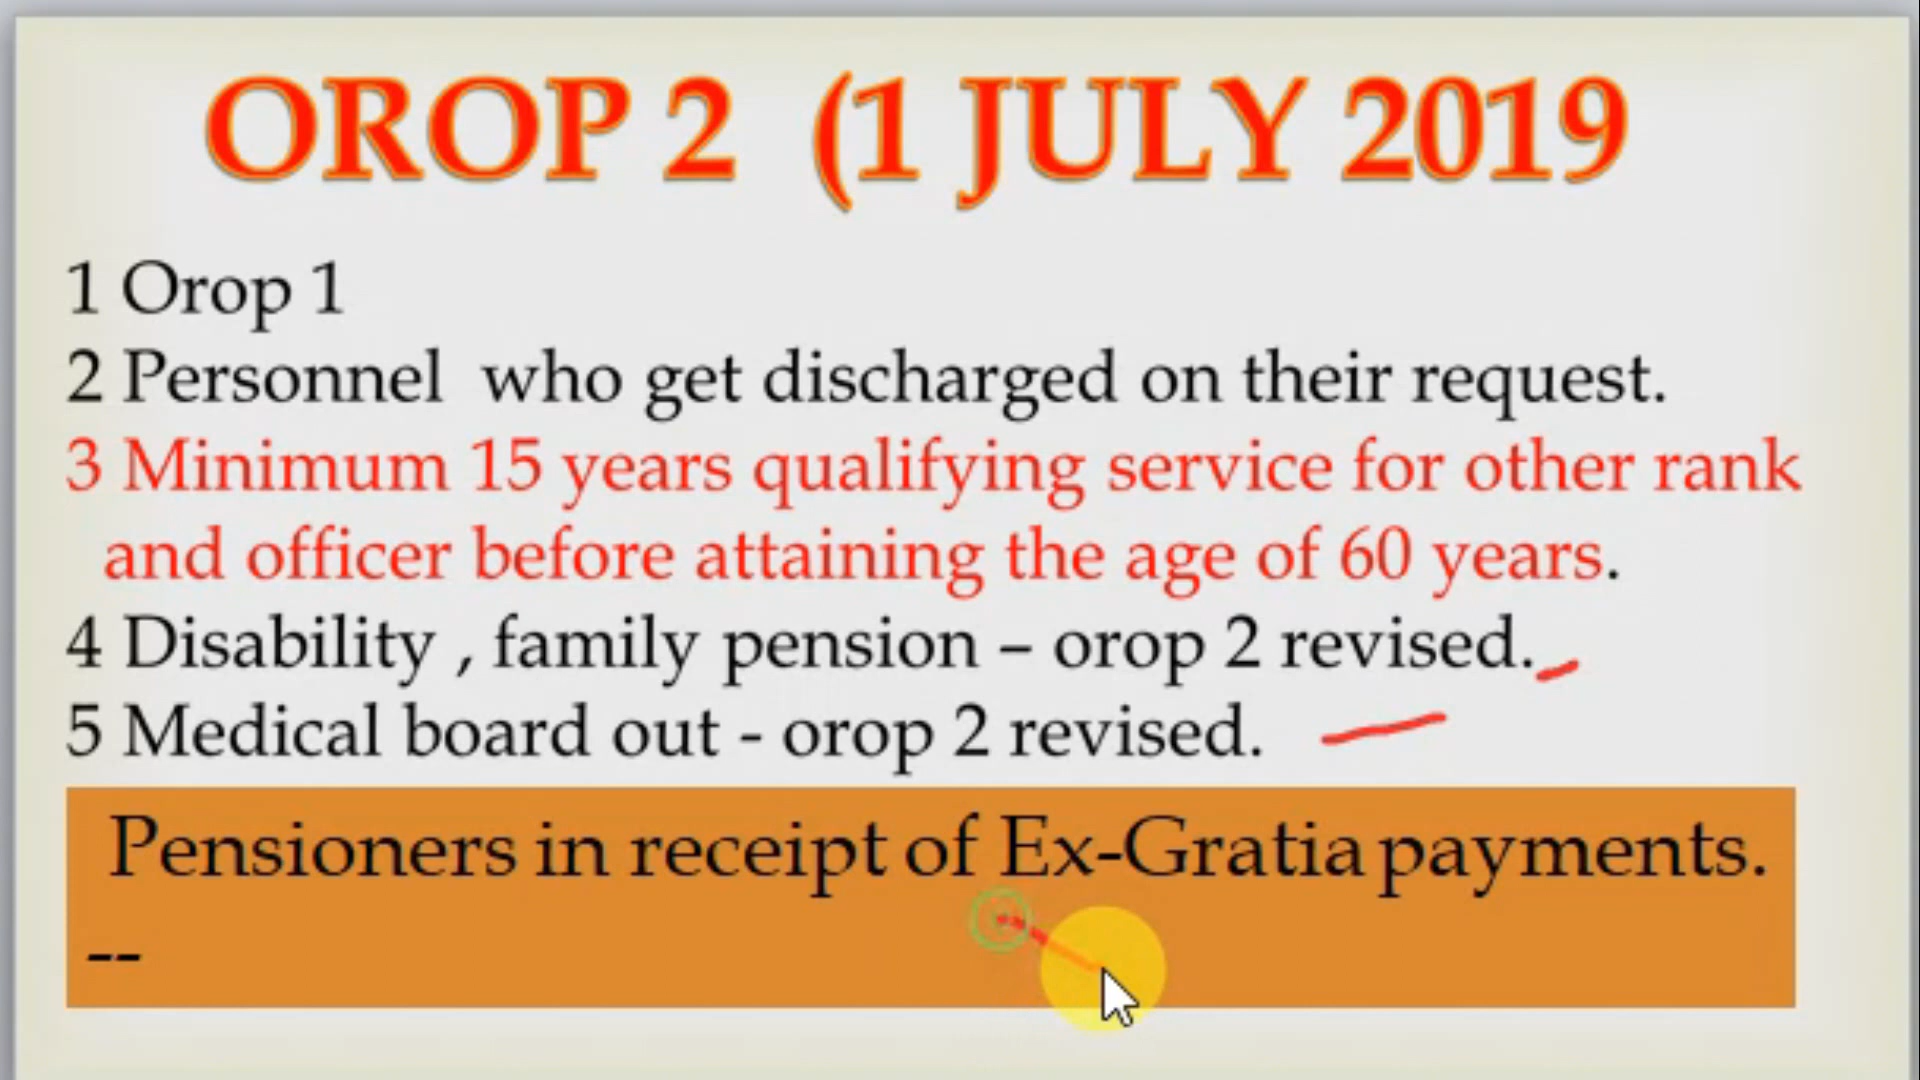 OROP 2 (1 JULY 2019
1 Orop 1
2 Personnel who get discharged on their request.
3 Minimum 15 years qualifying service for other rank
and officer before attaining the age of 60 years.
4 Disability , family pension – orop 2 revised.
5 Medical board out - orop 2 revised.
Pensioners in receipt of Ex-Gratia payments.
--